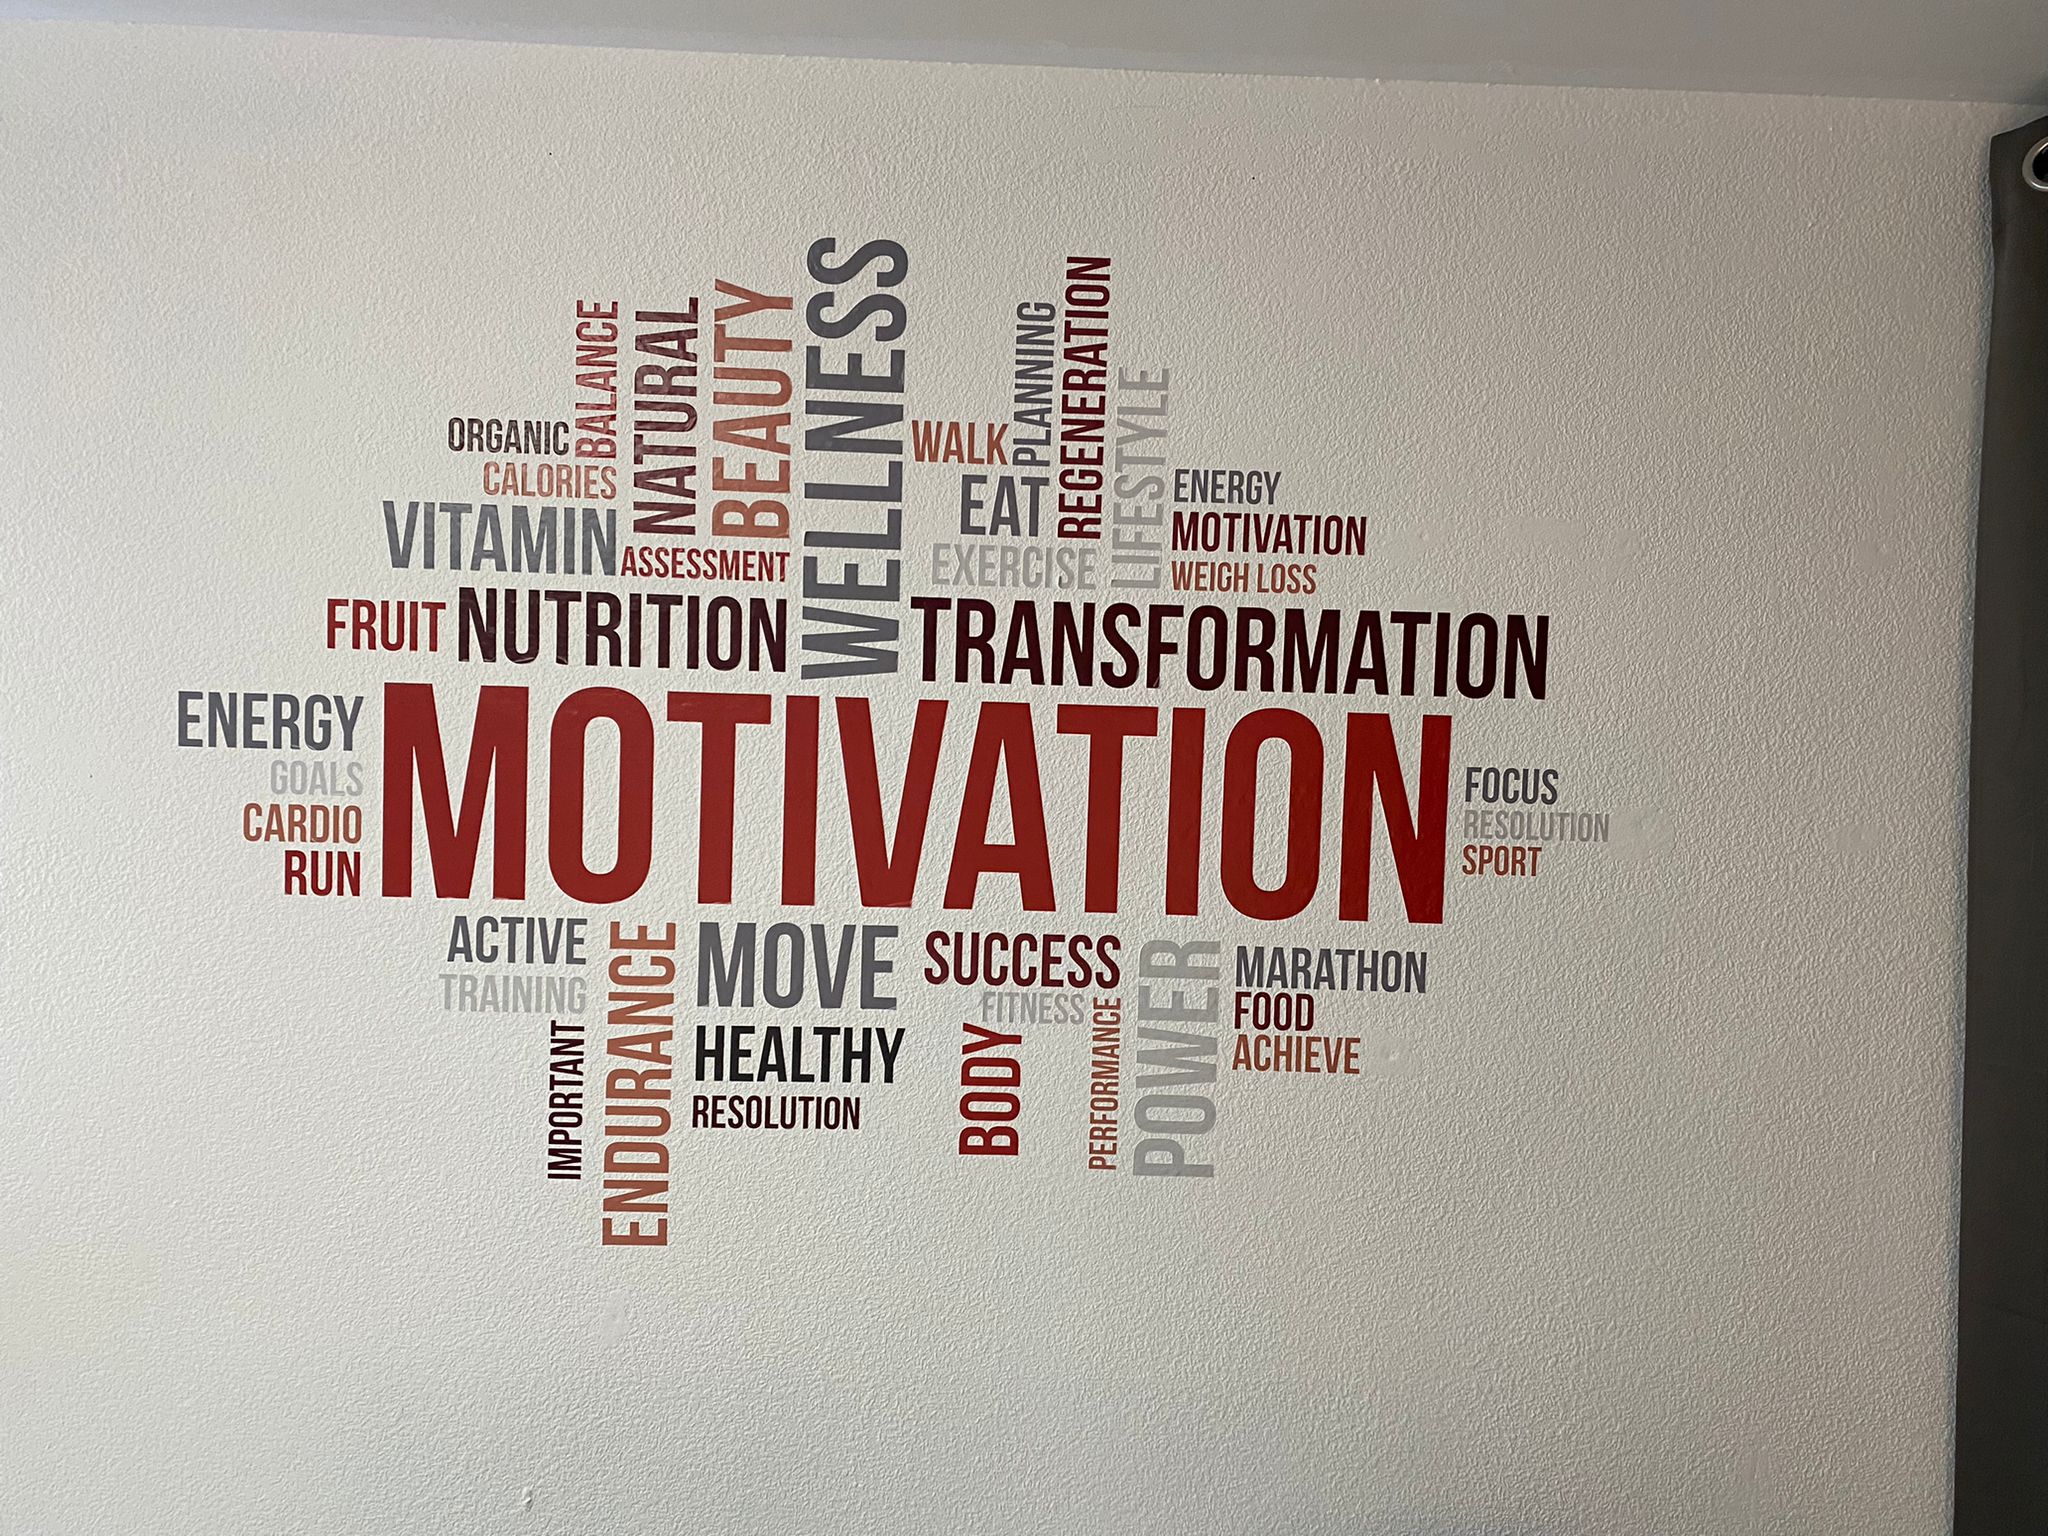 WELLNESS
BEAUTY
NATURAL
BALANCE
ORGANIC
CALORIES
VITAMIN
ASSESSMENT
FRUIT NUTRITION
WALK
PLANNING
REGENERATION
LIFESTYLE
EAT
EXERCISE
ENERGY
MOTIVATION
WEIGH LOSS
TRANSFORMATION
ENERGY
GOALS
CARDIO
RUN
MOTIVATION
FOCUS
RESOLUTION
SPORT
ACTIVE
TRAINING
IMPORTANT
ENDURANCE
MOVE
HEALTHY
RESOLUTION
SUCCESS
FITNESS
BODY
PERFORMANCE
POWER
MARATHON
FOOD
ACHIEVE